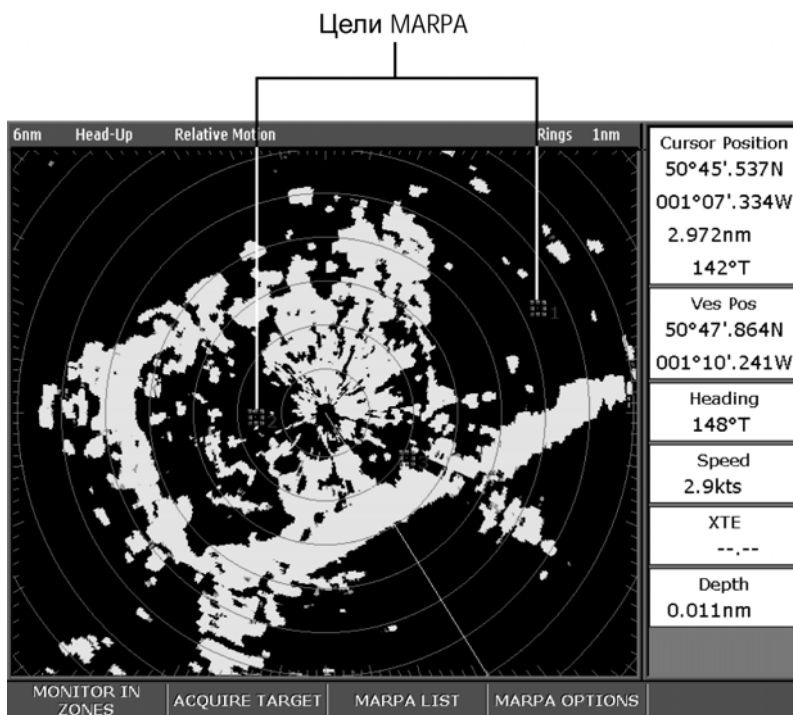 Цели MARPA
6nm Head-Up Relative Motion Rings 1nm
Cursor Position
50°45'.537N
001°07'.334W
2.972nm
142°T
Ves Pos
50°47'.864N
001°10'.241W
Heading
148°T
Speed
2.9kts
XTE
--.--
Depth
0.011nm
1
2
MONITOR IN
ZONES
ACQUIRE TARGET
MARPA LIST
MARPA OPTIONS